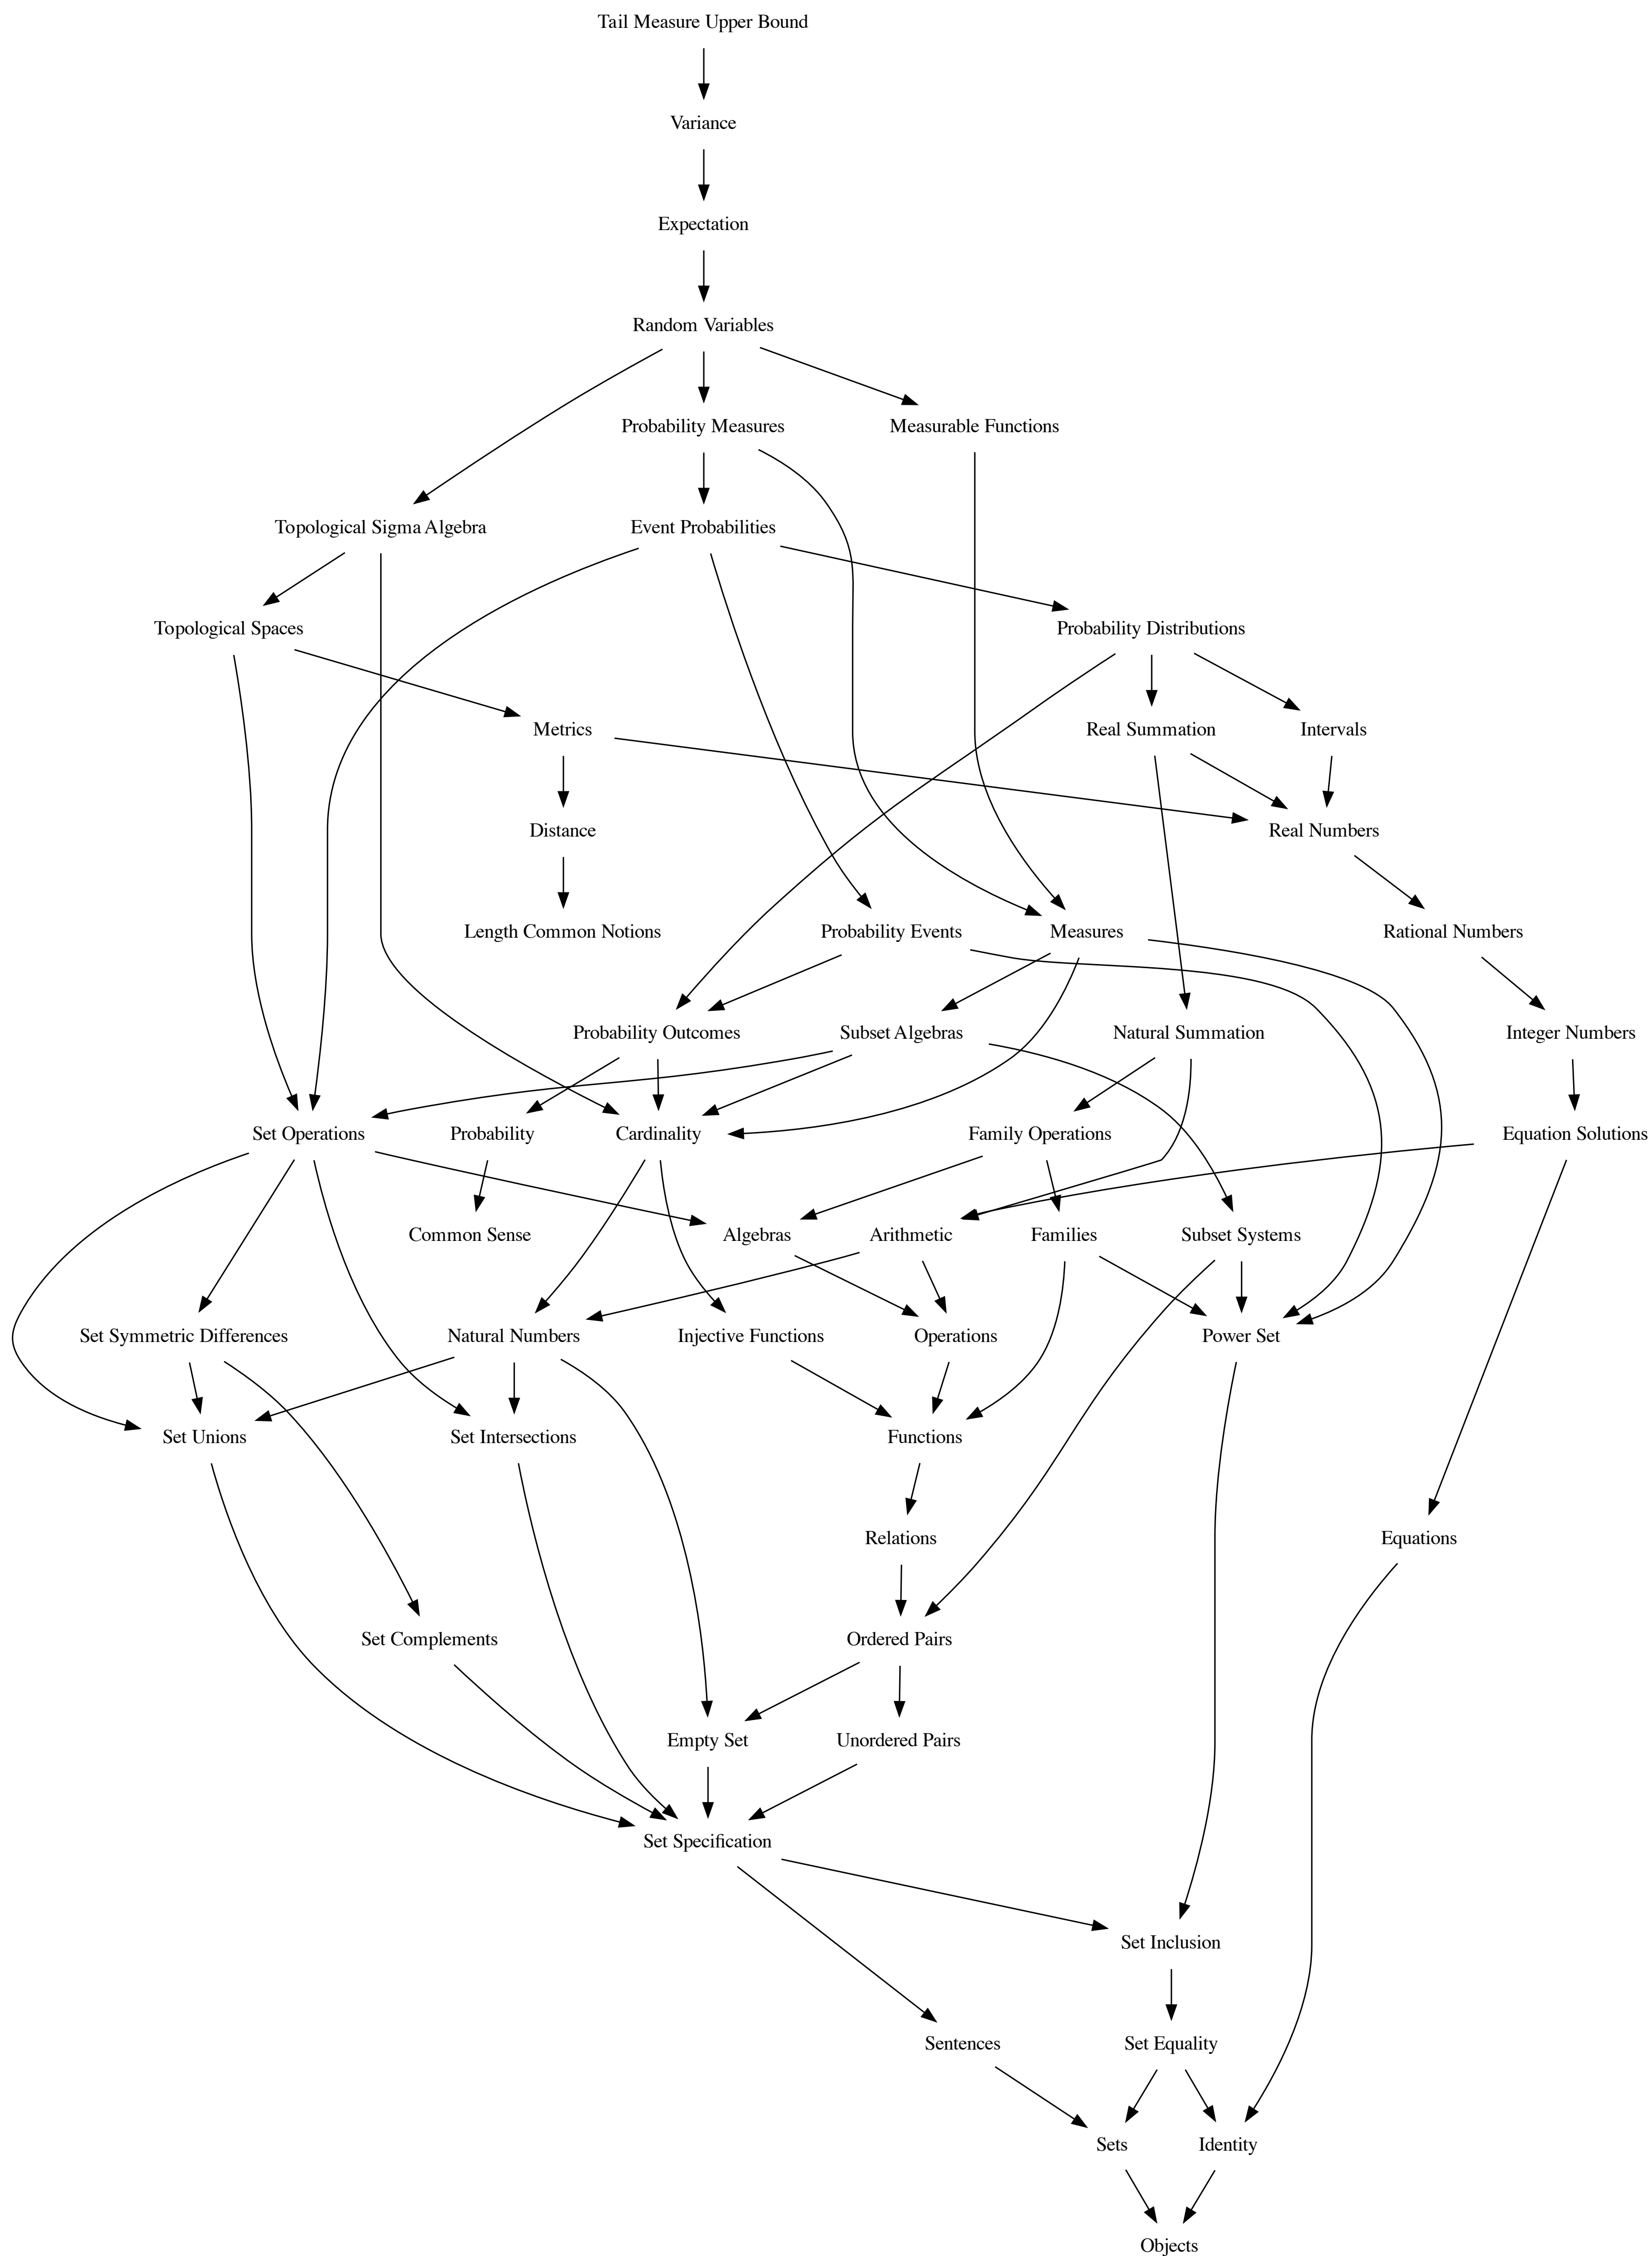 Tail Measure Upper Bound
Variance
Expectation
Random Variables
Probability Measures
Measurable Functions
Topological Sigma Algebra
Event Probabilities
Topological Spaces
Probability Distributions
Metrics
Real Summation
Intervals
Distance
Real Numbers
Length Common Notions
Probability Events
Measures
Rational Numbers
Probability Outcomes
Subset Algebras
Natural Summation
Integer Numbers
Set Operations
Probability
Cardinality
Family Operations
Equation Solutions
Common Sense
Algebras
Arithmetic
Families
Subset Systems
Set Symmetric Differences
Natural Numbers
Injective Functions
Operations
Power Set
Set Unions
Set Intersections
Functions
Relations
Equations
Set Complements
Ordered Pairs
Empty Set
Unordered Pairs
Set Specification
Set Inclusion
Sentences
Set Equality
Sets
Identity
Objects